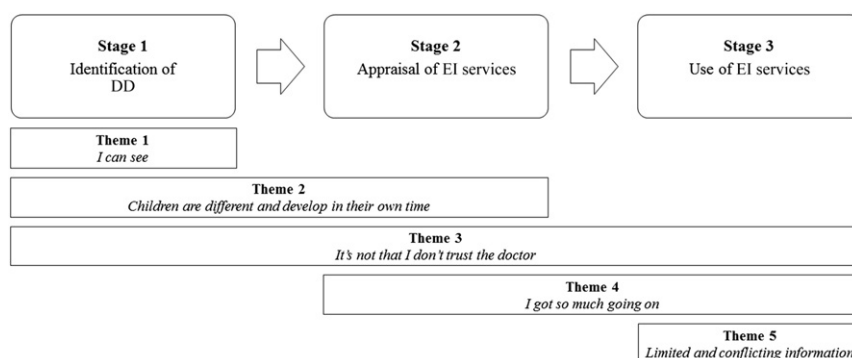 Stage 1
Identification of
DD
Stage 2
Appraisal of EI services
Stage 3
Use of EI services
Theme 1
I can see
Theme 2
Children are different and develop in their own time
Theme 3
It's not that I don't trust the doctor
Theme 4
I got so much going on
Theme 5
Limited and conflicting information